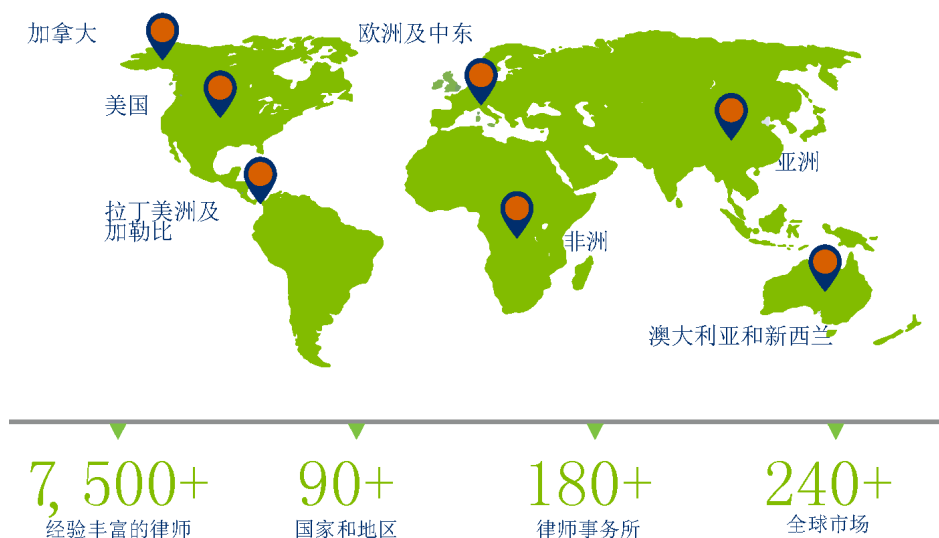 加拿大
欧洲及中东
美国
亚洲
拉丁美洲及
加勒比
非洲
澳大利亚和新西兰
7,500+
经验丰富的律师
90+
国家和地区
180+
律师事务所
240+
全球市场